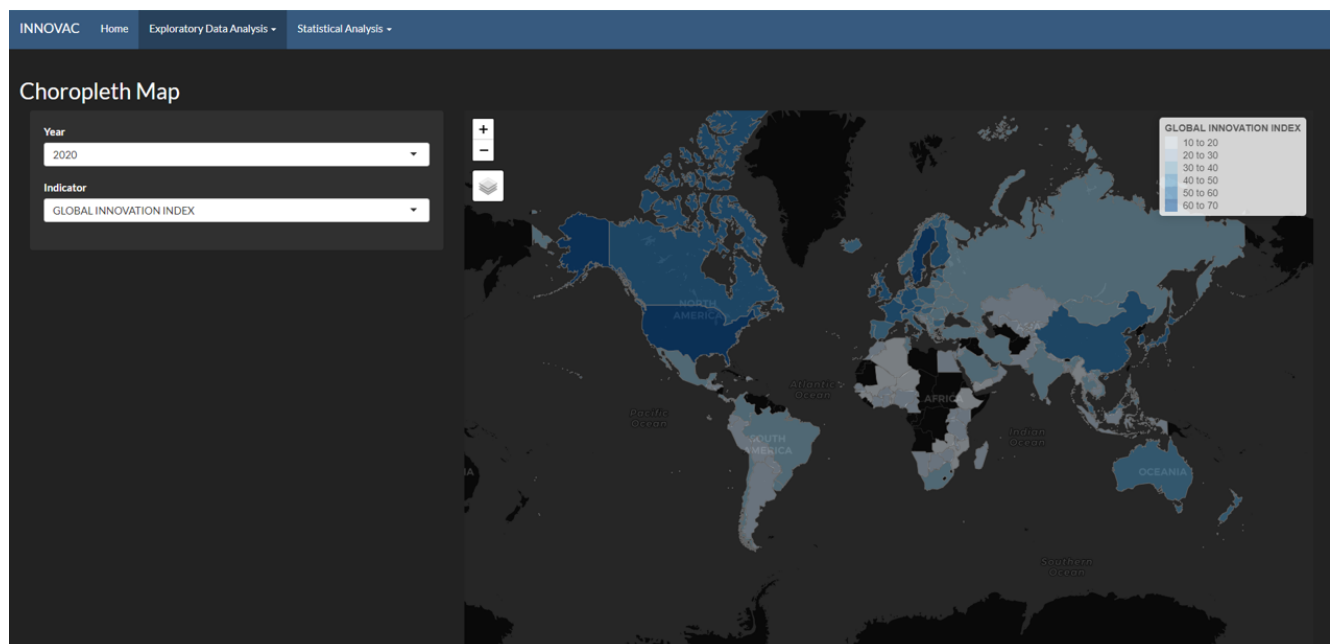 INNOVAC Home Exploratory Data Analysis Statistical Analysis
Choropleth Map
Year
2020
Indicator
GLOBAL INNOVATION INDEX
+
−
GLOBAL INNOVATION INDEX
10 to 20
20 to 30
30 to 40
40 to 50
50 to 60
60 to 70
NORTH
AMERICA
Atlantic
Ocean
AFRICA
Pacific
Ocean
Indian
Ocean
SOUTH
AMERICA
IA
OCEANIA
Southern
Ocean